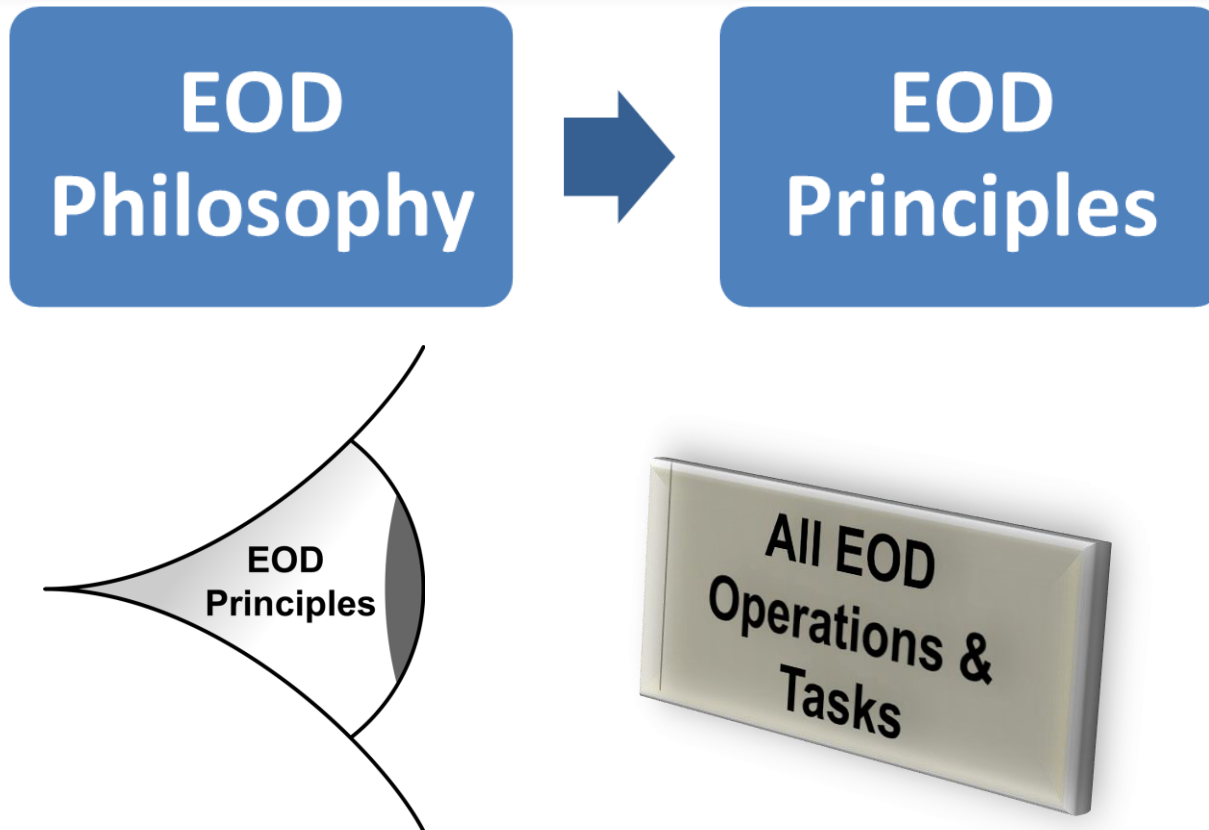 EOD
Philosophy
EOD
Principles
EOD
Principles
All EOD
Operations &
Tasks